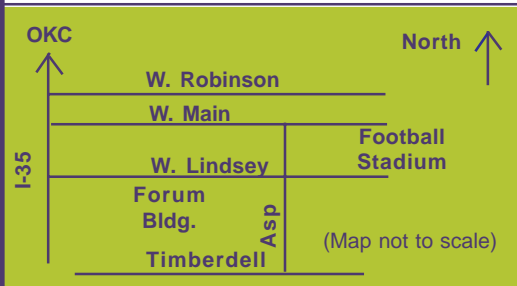 OKC
North
W. Robinson
W. Main
Football
Stadium
I-35
W. Lindsey
Forum
Bldg.
Asp
(Map not to scale)
Timberdell